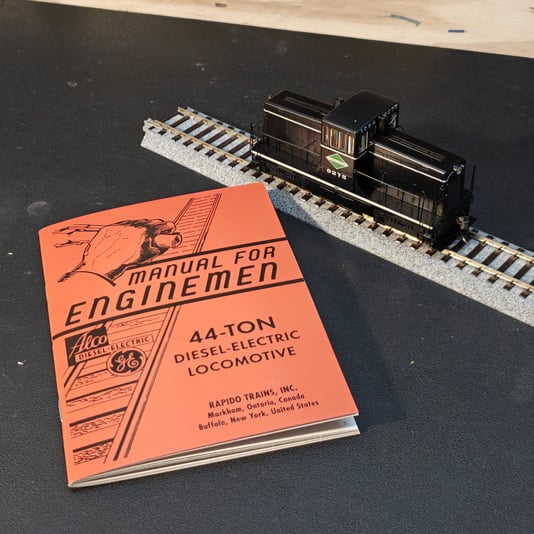 MANUAL FOR
ENGINEMEN
Alco
DIESEL-ELECTRIC
GE
44-TON
DIESEL-ELECTRIC
LOCOMOTIVE
RAPIDO TRAINS, INC.
Markham, Ontario, Canada
Buffalo, New York, United States
9275